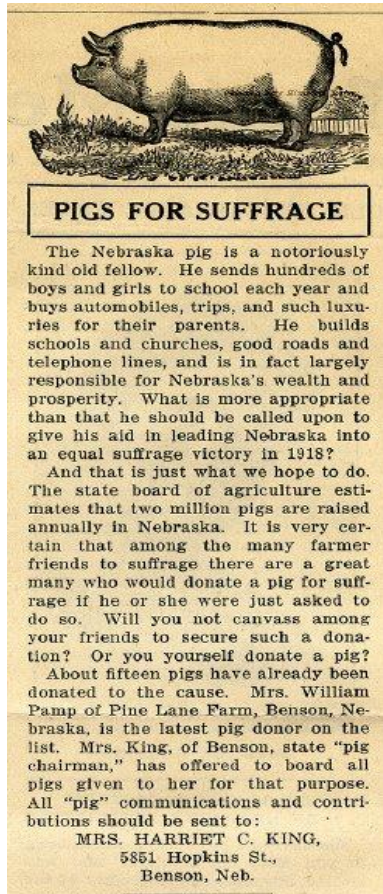 PIGS FOR SUFFRAGE
The Nebraska pig is a notoriously
kind old fellow. He sends hundreds of
boys and girls to school each year and
buys automobiles, trips, and such luxu-
ries for their parents. He builds
schools and churches, good roads and
telephone lines, and is in fact largely
responsible for Nebraska's wealth and
prosperity. What is more appropriate
than that he should be called upon to
give his aid in leading Nebraska into
an equal suffrage victory in 1918?
And that is just what we hope to do.
The state board of agriculture esti-
mates that two million pigs are raised
annually in Nebraska. It is very cer-
tain that among the many farmer
friends to suffrage there are a great
many who would donate a pig for suff-
rage if he or she were just asked to
do so. Will you not canvass among
your friends to secure such a dona-
tion? Or you yourself donate a pig?
About fifteen pigs have already been
donated to the cause. Mrs. William
Pamp of Pine Lane Farm, Benson, Ne-
braska, is the latest pig donor on the
list. Mrs. King, of Benson, state "pig
chairman," has offered to board all
pigs given to her for that purpose.
All "pig" communications and contri-
butions should be sent to:
MRS. HARRIET C. KING,
5851 Hopkins St.,
Benson, Neb.